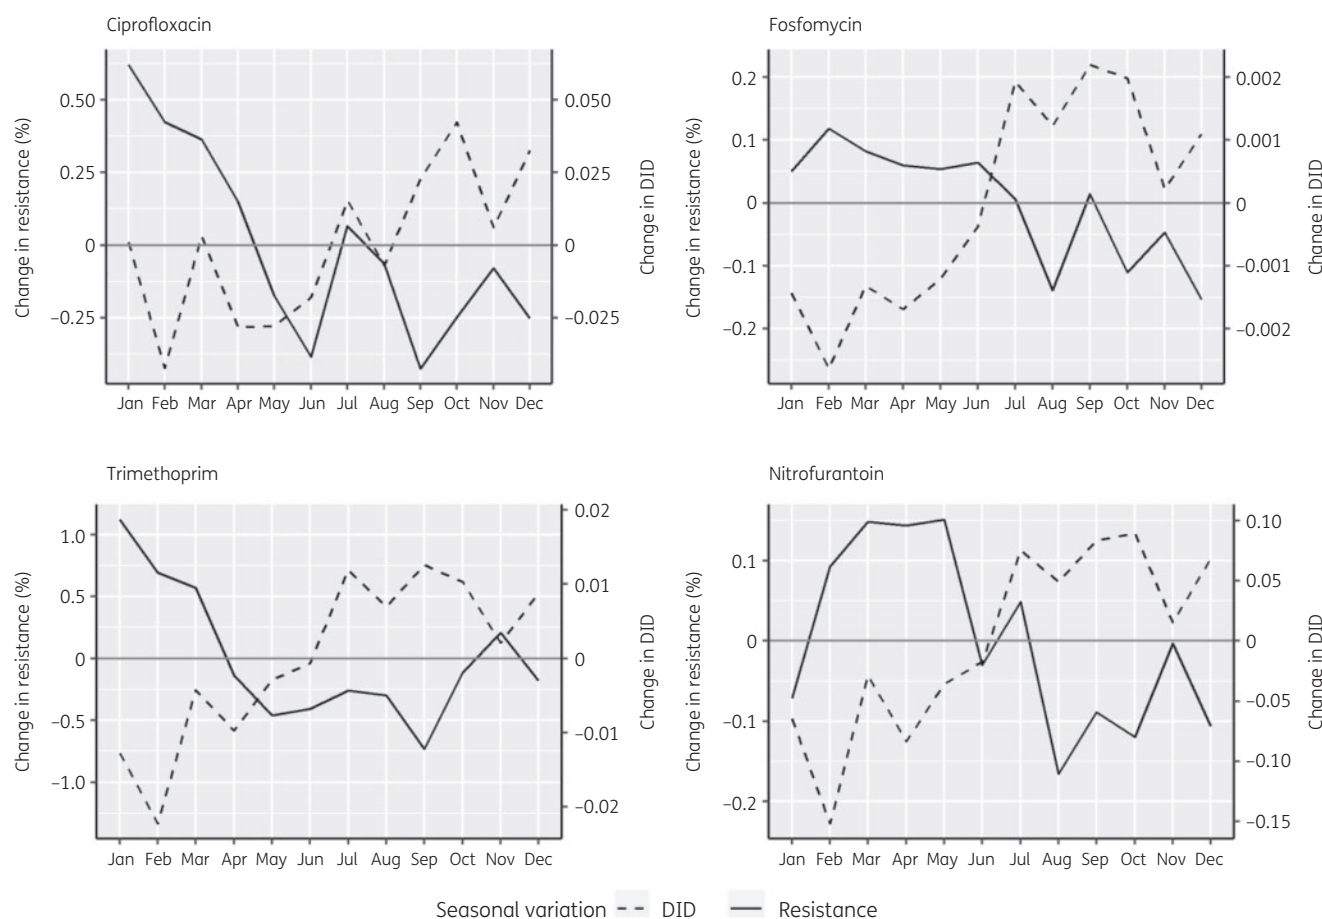 Ciprofloxacin
Change in resistance (%)
0.50
0.25
0
−0.25
0.050
0.025
0
−0.025
Change in DID
Jan Feb Mar Apr May Jun Jul Aug Sep Oct Nov Dec
Fosfomycin
Change in resistance (%)
0.2
0.1
0
−0.1
−0.2
0.002
0.001
0
−0.001
−0.002
Change in DID
Jan Feb Mar Apr May Jun Jul Aug Sep Oct Nov Dec
Trimethoprim
Change in resistance (%)
1.0
0.5
0
−0.5
−1.0
0.02
0.01
0
−0.01
−0.02
Change in DID
Jan Feb Mar Apr May Jun Jul Aug Sep Oct Nov Dec
Nitrofurantoin
Change in resistance (%)
0.1
0
−0.1
−0.2
0.10
0.05
0
−0.05
−0.10
−0.15
Change in DID
Jan Feb Mar Apr May Jun Jul Aug Sep Oct Nov Dec
Seasonal variation DID Resistance